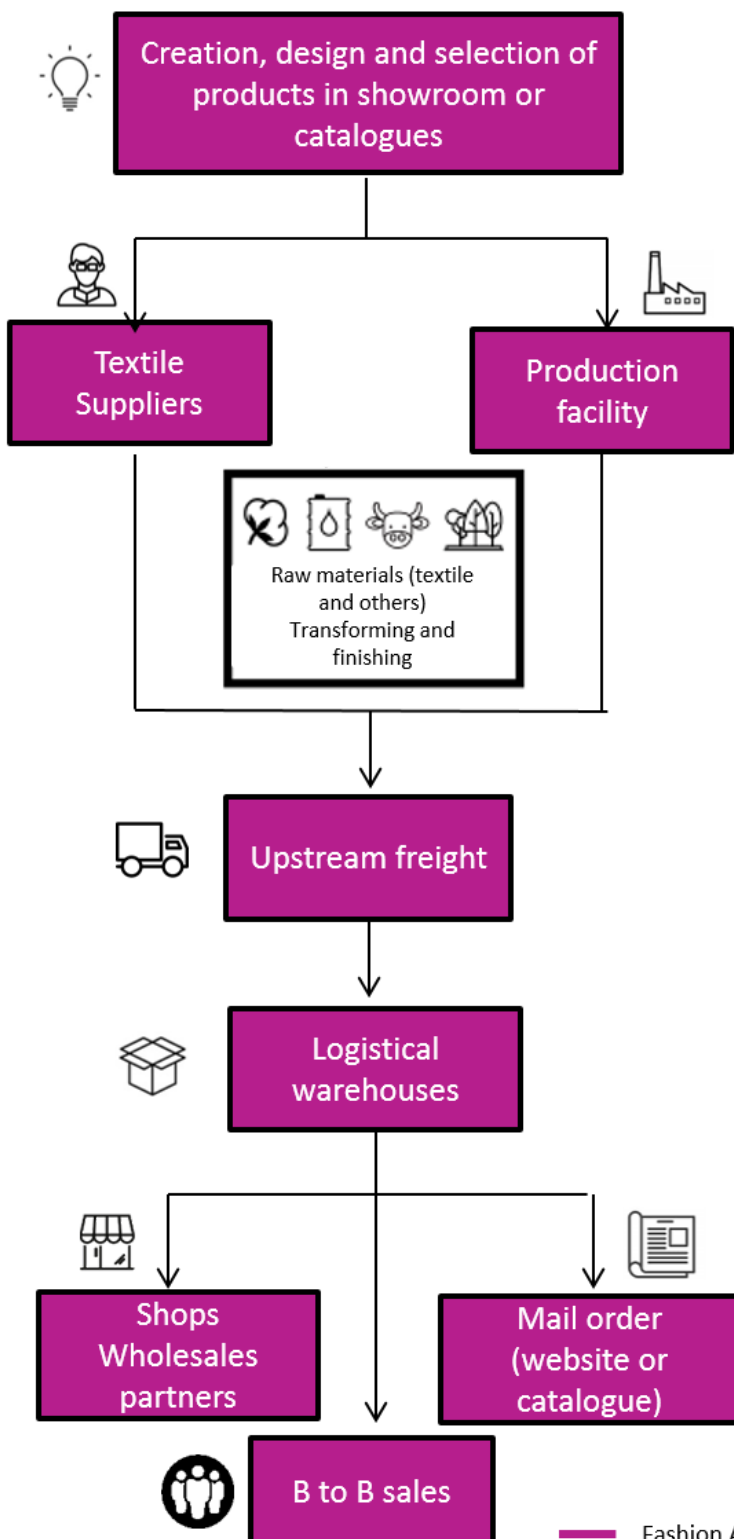 Creation, design and selection of
products in showroom or
catalogues
Textile
Suppliers
Production
facility
Raw materials (textile
and others)
Transforming and
finishing
Upstream freight
Logistical
warehouses
Shops
Wholesales
partners
Mail order
(website or
catalogue)
B to B sales
Fashion